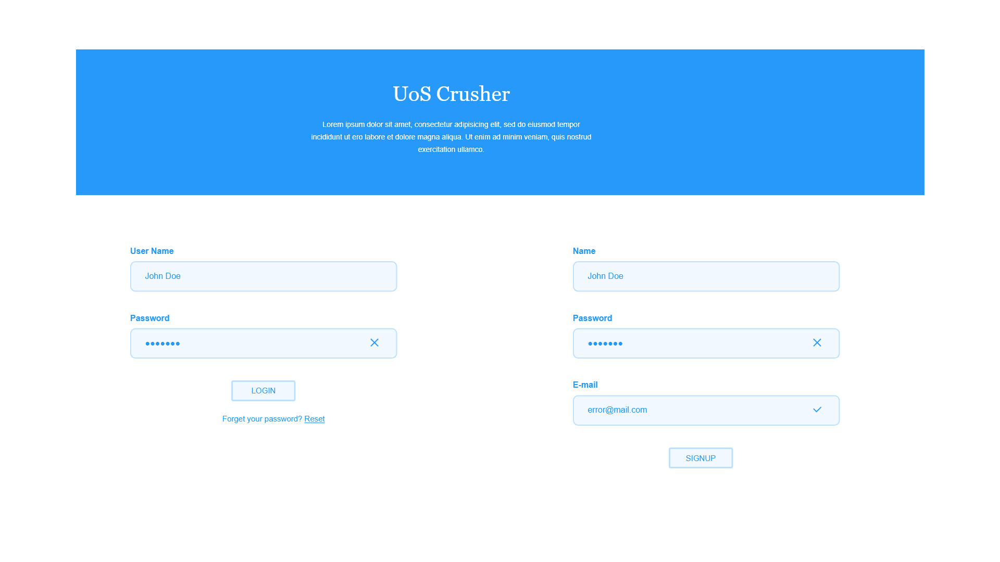 UoS Crusher
Lorem ipsum dolor sit amet, consectetur adipisicing elit, sed do eiusmod tempor
incididunt ut ero labore et dolore magna aliqua. Ut enim ad minim veniam, quis nostrud
exercitation ullamco.
User Name
John Doe
Password
•••••••
LOGIN
Forget your password? Reset
Name
John Doe
Password
•••••••
E-mail
error@mail.com
SIGNUP